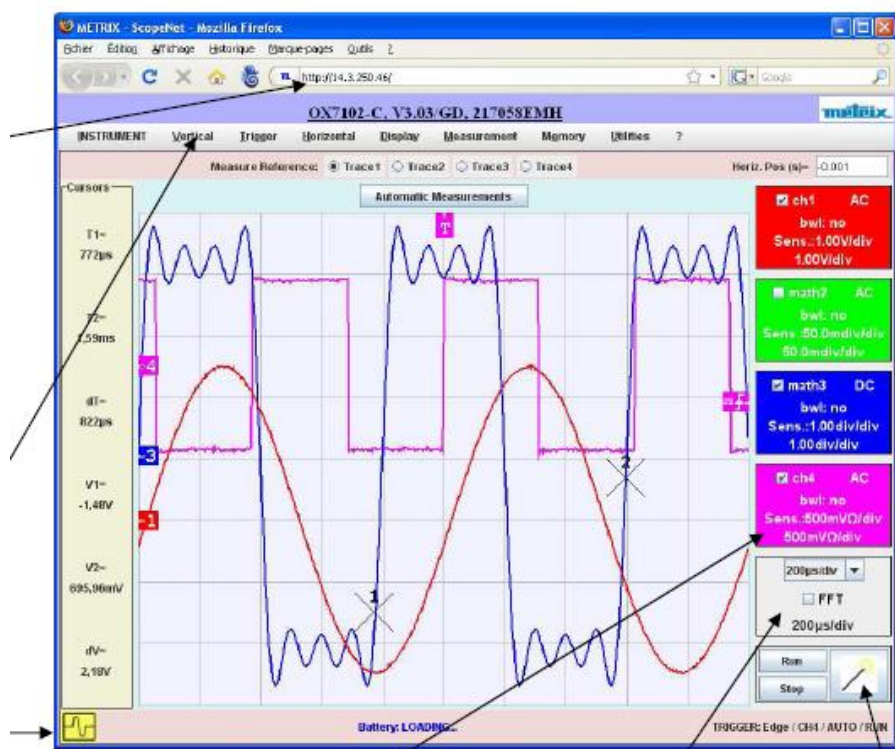 METRIX - ScopeNet - Mozilla Firefox
Fichier Édition Affichage Historique Marque-pages Outils ?
http://14.3.250.46/
Google
OX7102-C, V3.03/GD, 217058EMH
metrix
INSTRUMENT Vertical Trigger Horizontal Display Measurement Memory Utilities ?
Measure Reference: Trace1 Trace2 Trace3 Trace4 Horiz. Pos (s)= -0.001
Cursors
Automatic Measurements
T1=
772µs
T2=
1,59ms
dT=
822µs
V1=
-1,48V
V2=
695,96mV
dV=
2,18V
T
4
3
1
1
2
ch1 AC
bwl: no
Sens.:1.00V/div
1.00V/div
math2 AC
bwl: no
Sens.:50.0mdiv/div
50.0mdiv/div
math3 DC
bwl: no
Sens.:1.00div/div
1.00div/div
ch4 AC
bwl: no
Sens.:500mVΩ/div
500mVΩ/div
200µs/div
FFT
200µs/div
Run
Stop
Battery: LOADING... TRIGGER: Edge / CH4 / AUTO / RUN